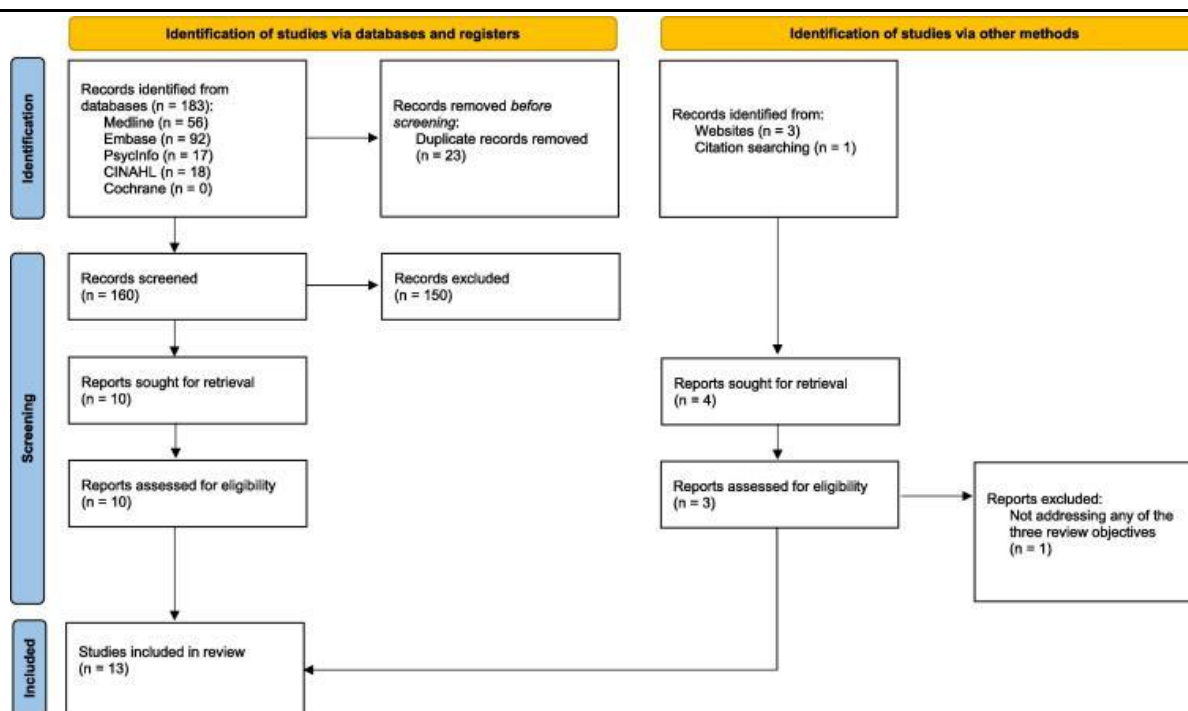 Identification of studies via databases and registers
Identification of studies via other methods
Identification
Records identified from
databases (n = 183):
Medline = 56
Embase = 92
PsycInfo = 17
CINAHL = 18
Cochrane (n = 0)
Records removed before
screening:
Duplicate records removed
(n = 23)
Records identified from:
Websites (n = 3)
Citation searching (n = 1)
Screening
Records screened
(n = 160)
Records excluded
(n = 150)
Reports sought for retrieval
(n = 10)
Reports sought for retrieval
(n = 4)
Reports assessed for eligibility
(n = 10)
Reports assessed for eligibility
(n = 3)
Reports excluded:
Not addressing any of the
three review objectives
(n = 1)
Included
Studies included in review
(n = 13)